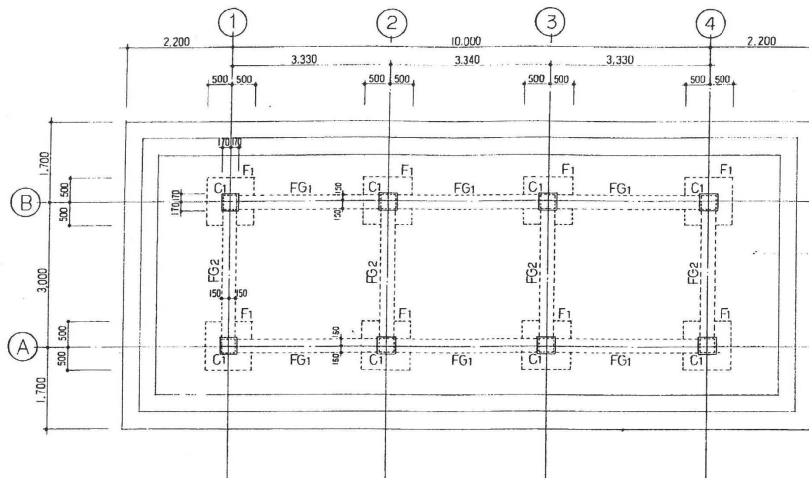 1 2 3 4
2,200 10,000 2,200
3,330 3,340 3,330
500 500 500 500 500 500 500 500
1,700
170 170
F1 F1 F1 F1
500 C1 FG1 150 C1 FG1 C1 FG1 C1
B 170 170
500 150
3,000 FG2 FG2 FG2 FG2
150 150
F1 F1 F1 F1
500 150
A
500 C1 FG1 150 C1 FG1 C1 FG1 C1
1,700